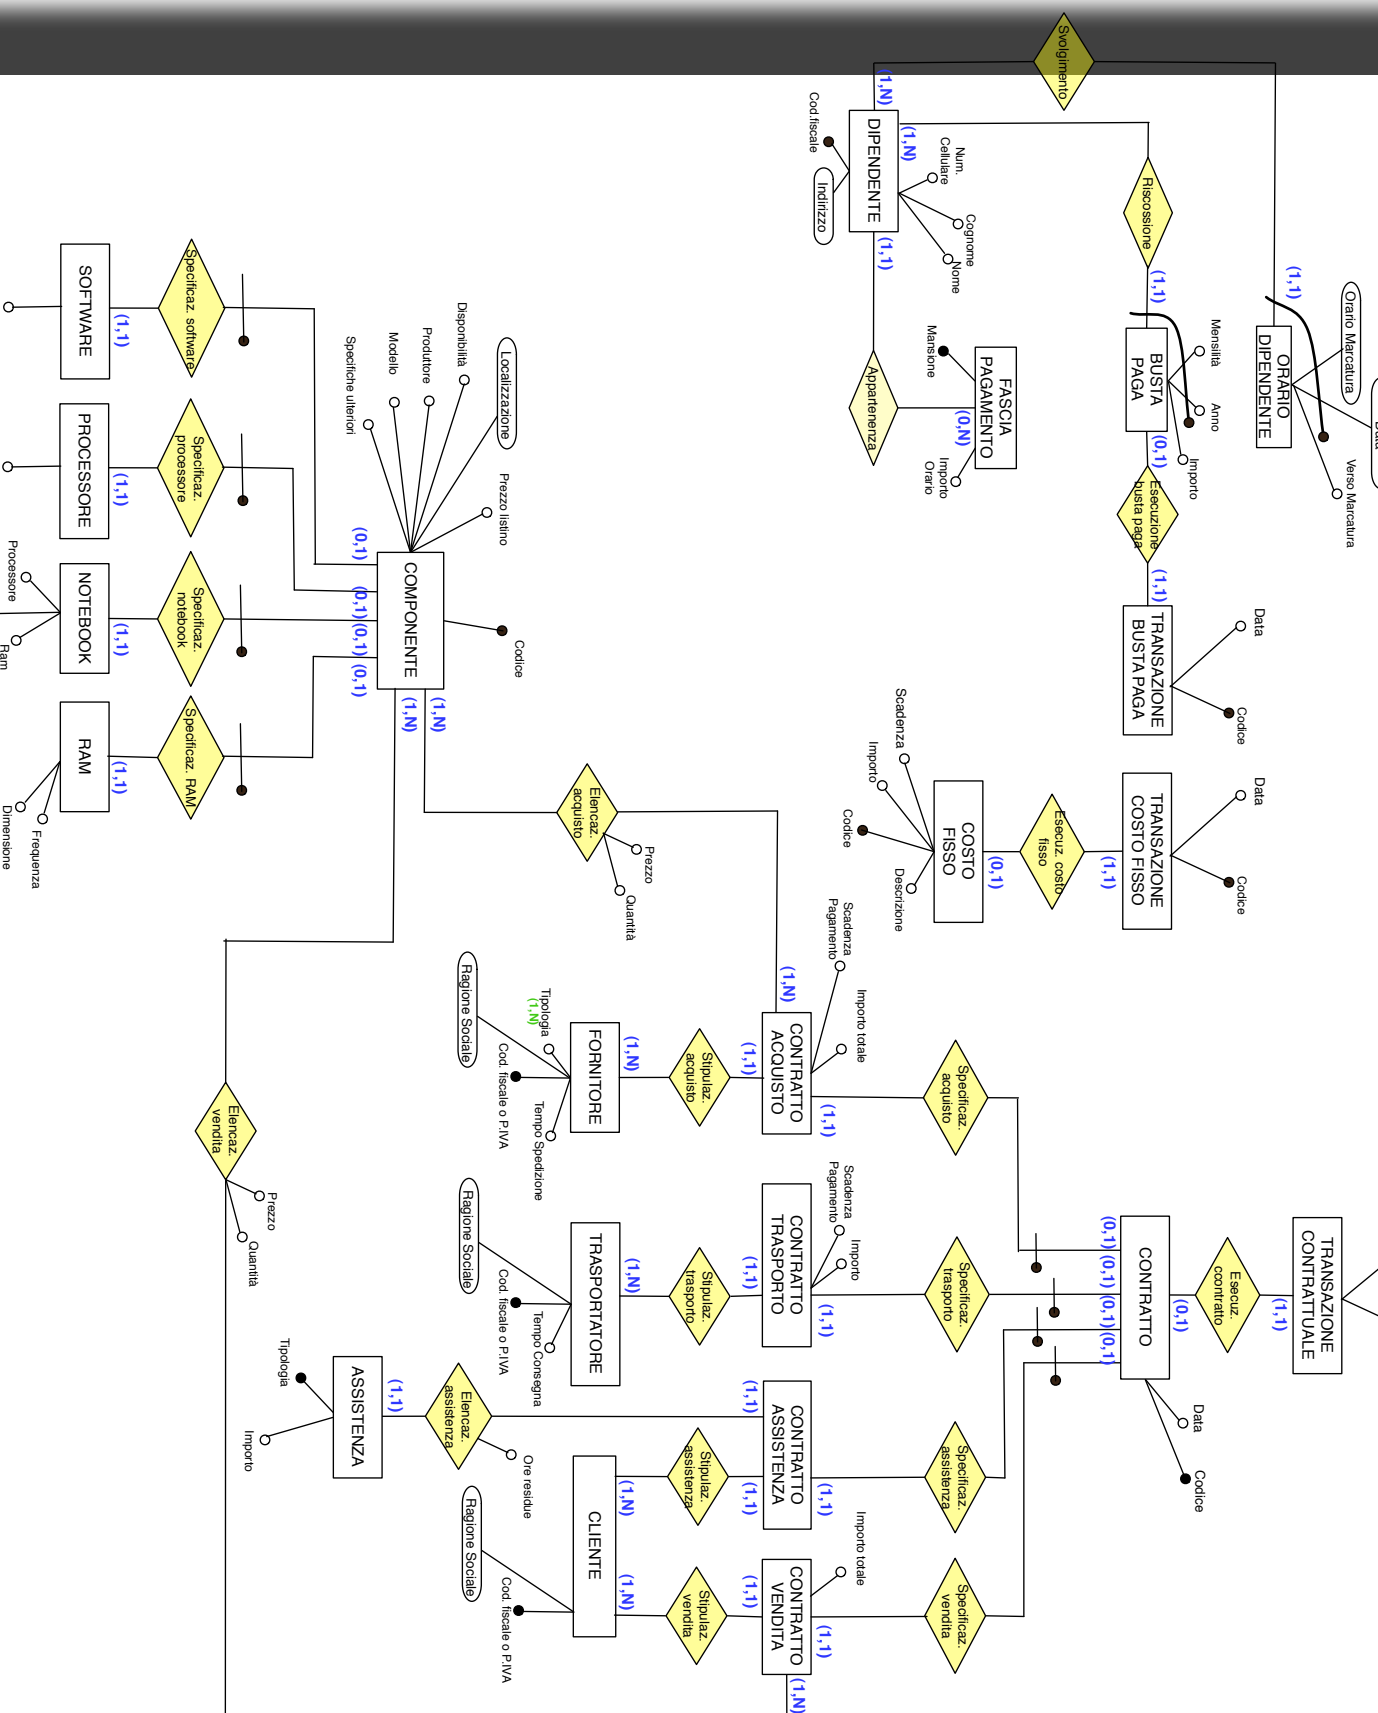 Svolgimento
(1,N)
DIPENDENTE
Cod.fiscale
Indirizzo
(1,N)
Num.
Cellulare
Cognome
Nome
(1,1)
Riscossione
(1,1)
BUSTA
PAGA
Mensilità
Anno
Importo
(0,1)
(1,1)
ORARIO
DIPENDENTE
Orario Marcatura
Verso Marcatura
Appartenenza
FASCIA
PAGAMENTO
Mansione
(0,N)
Importo
Orario
Esecuzione
busta paga
(1,1)
TRANSAZIONE
BUSTA PAGA
Data
Codice
TRANSAZIONE
COSTO FISSO
Data
Codice
(1,1)
Esecuz. costo
fisso
(0,1)
COSTO
FISSO
Scadenza
Importo
Codice
Descrizione
SOFTWARE
(1,1)
Specificaz. software
PROCESSORE
(1,1)
Specificaz.
processore
NOTEBOOK
(1,1)
Specificaz.
notebook
Processore
Ram
RAM
(1,1)
Specificaz. RAM
Frequenza
Dimensione
COMPONENTE
Localizzazione
Disponibilità
Produttore
Modello
Specifiche ulteriori
Prezzo listino
Codice
(0,1)
(0,1)
(0,1)
(0,1)
(1,N)
(1,N)
Elencaz.
acquisto
Prezzo
Quantità
(1,N)
CONTRATTO
ACQUISTO
Scadenza
Pagamento
Importo totale
(1,1)
(1,1)
Stipulaz.
acquisto
(1,N)
FORNITORE
Ragione Sociale
Tipologia
(1,N)
Cod. fiscale o P.IVA
Tempo Spedizione
Specificaz.
acquisto
CONTRATTO
TRASPORTO
Scadenza
Pagamento
Importo
(1,1)
(1,1)
Stipulaz.
trasporto
(1,N)
TRASPORTATORE
Ragione Sociale
Cod. fiscale o P.IVA
Tempo Consegna
Specificaz.
trasporto
CONTRATTO
(0,1)
(0,1)
(0,1)
(0,1)
(0,1)
Data
Codice
Esecuz.
ccontratto
(1,1)
TRANSAZIONE
CONTRATTUALE
CONTRATTO
ASSISTENZA
(1,1)
(1,1)
(1,1)
Specificaz.
assistenza
Stipulaz.
assistenza
(1,N)
CLIENTE
Ragione Sociale
Cod. fiscale o P.IVA
(1,N)
Stipulaz.
vendita
(1,1)
CONTRATTO
VENDITA
Importo totale
(1,1)
(1,N)
Specificaz.
vendita
Elencaz.
assistenza
Ore residue
(1,1)
ASSISTENZA
Tipologia
Importo
Elencaz.
vendita
Prezzo
Quantità